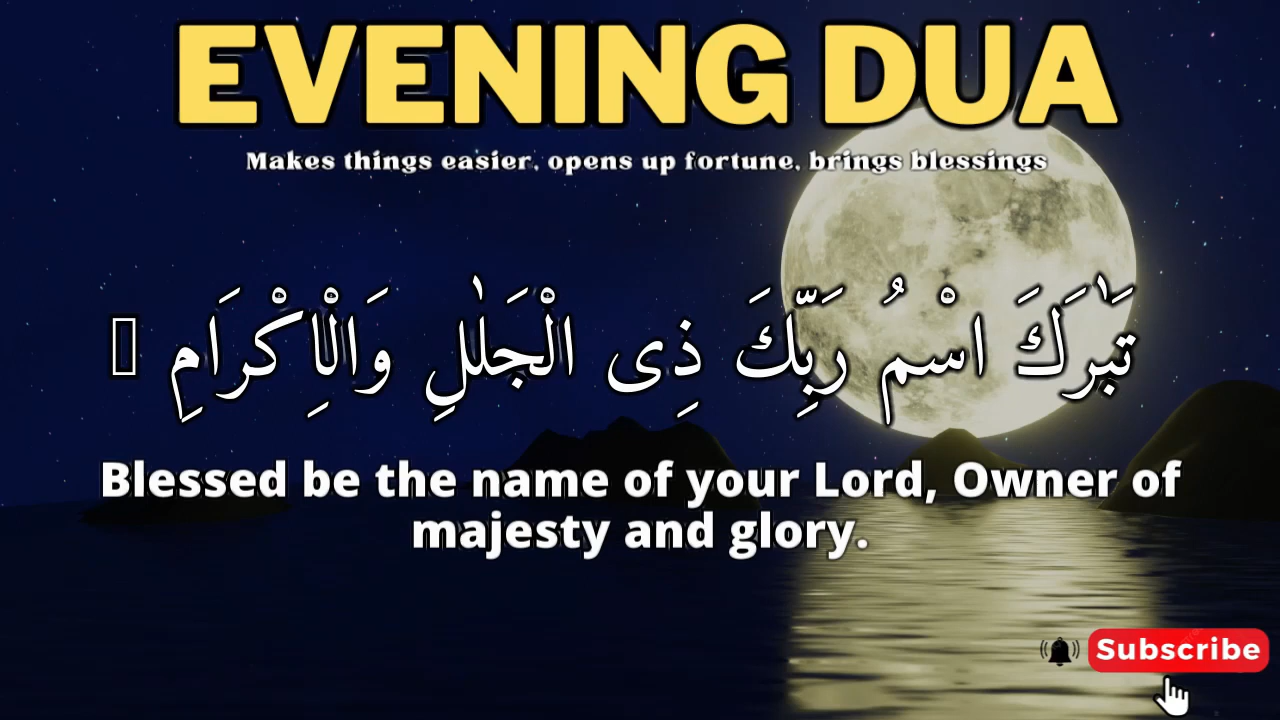 EVENING DUA
Makes things easier, opens up fortune, brings blessings
تَبٰرَكَ اسْمُ رَبِّكَ ذِى الْجَلٰلِ وَالْاِكْرَامِ
Blessed be the name of your Lord, Owner of
majesty and glory.
Subscribe